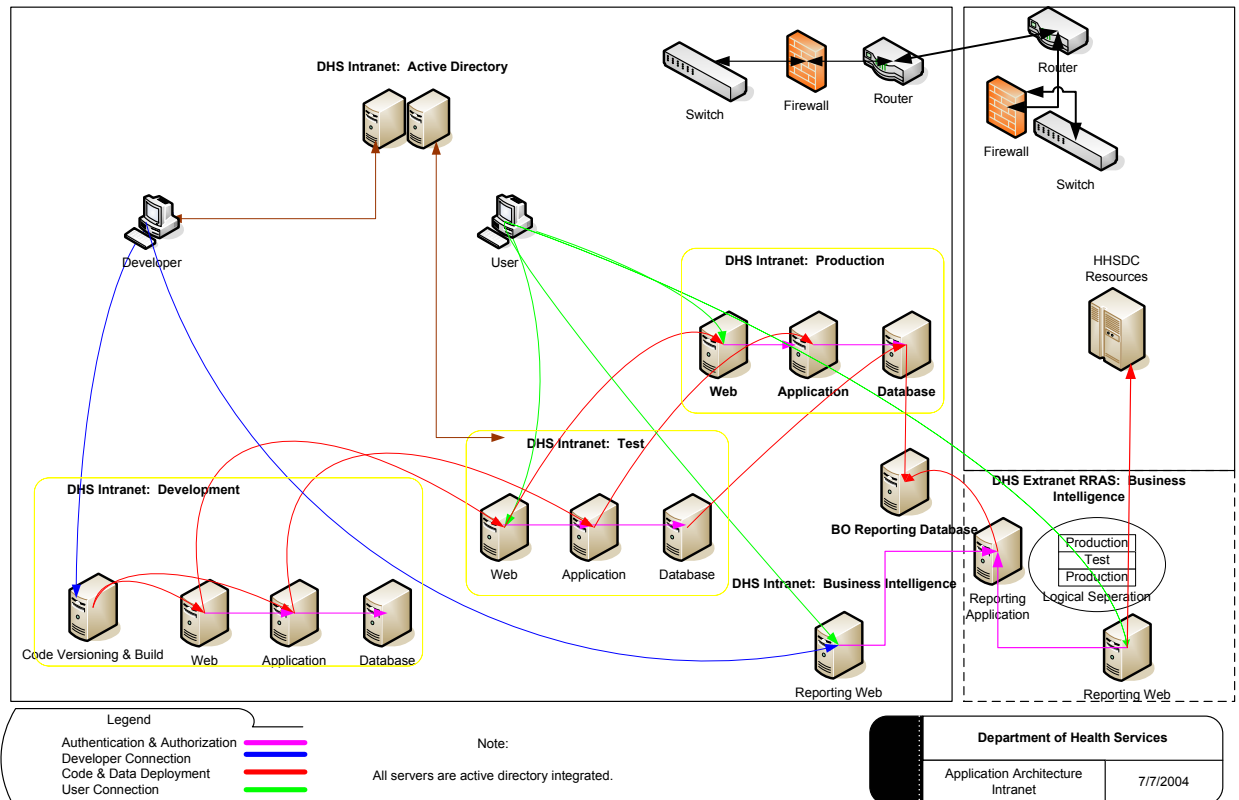 DHS Intranet: Active Directory
Switch
Firewall
Router
Router
Firewall
Switch
Developer
User
DHS Intranet: Production
Web
Application
Database
HHSDC
Resources
DHS Intranet: Test
Web
Application
Database
DHS Intranet: Development
Code Versioning & Build
Web
Application
Database
BO Reporting Database
DHS Intranet: Business Intelligence
Reporting Web
DHS Extranet RRAS: Business
Intelligence
Production
Test
Production
Logical Seperation
Reporting
Application
Reporting Web
Legend
Authentication & Authorization
Developer Connection
Code & Data Deployment
User Connection
Note:
All servers are active directory integrated.
Department of Health Services
Application Architecture
Intranet
7/7/2004